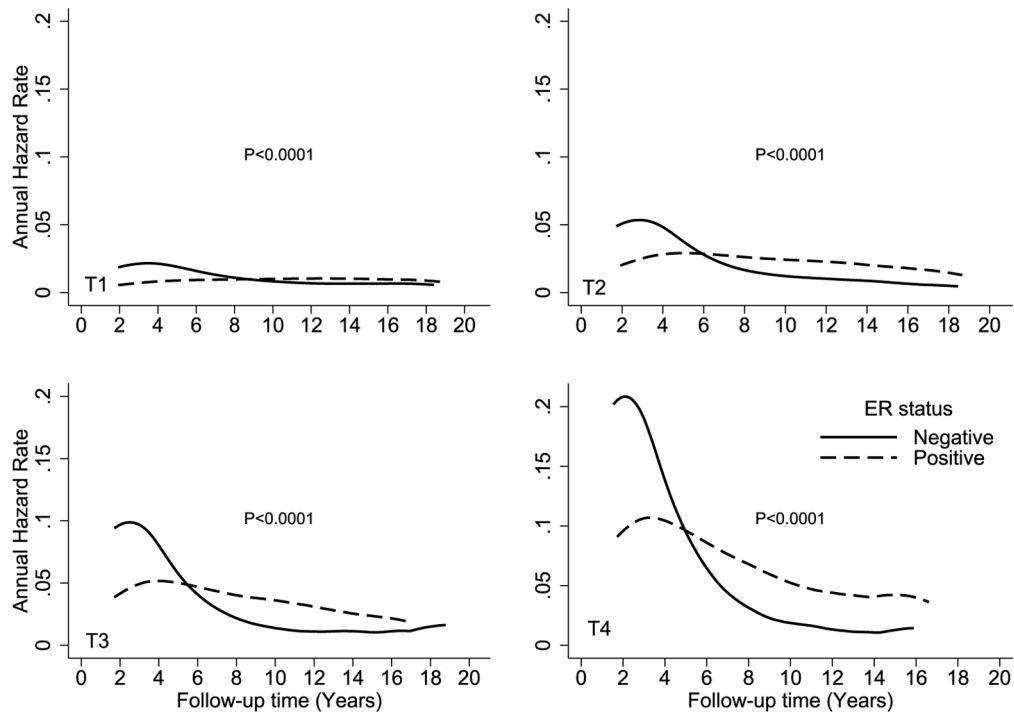 Annual Hazard Rate
.2
.15
.1
.05
0
P<0.0001
T1
0 2 4 6 8 10 12 14 16 18 20
.2
.15
.1
.05
0
P<0.0001
T2
0 2 4 6 8 10 12 14 16 18 20
Annual Hazard Rate
.2
.15
.1
.05
0
P<0.0001
T3
0 2 4 6 8 10 12 14 16 18 20
Follow-up time (Years)
.2
.15
.1
.05
0
ER status
Negative
Positive
P<0.0001
T4
0 2 4 6 8 10 12 14 16 18 20
Follow-up time (Years)